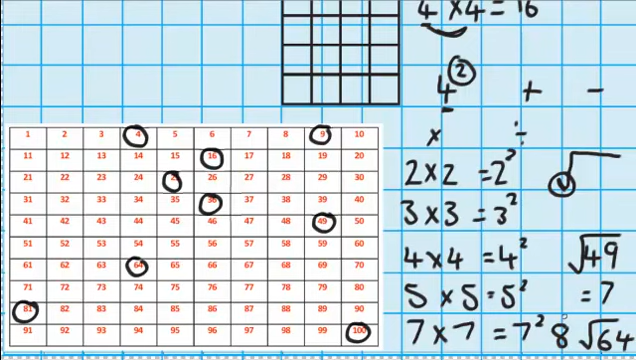 4 × 4 = 16
4² + −
× ÷
2 × 2 = 2² √
3 × 3 = 3²
4 × 4 = 4² √49
5 × 5 = 5² = 7
7 × 7 = 7² 8 √64
1 2 3 4 5 6 7 8 9 10
11 12 13 14 15 16 17 18 19 20
21 22 23 24 25 26 27 28 29 30
31 32 33 34 35 36 37 38 39 40
41 42 43 44 45 46 47 48 49 50
51 52 53 54 55 56 57 58 59 60
61 62 63 64 65 66 67 68 69 70
71 72 73 74 75 76 77 78 79 80
81 82 83 84 85 86 87 88 89 90
91 92 93 94 95 96 97 98 99 100